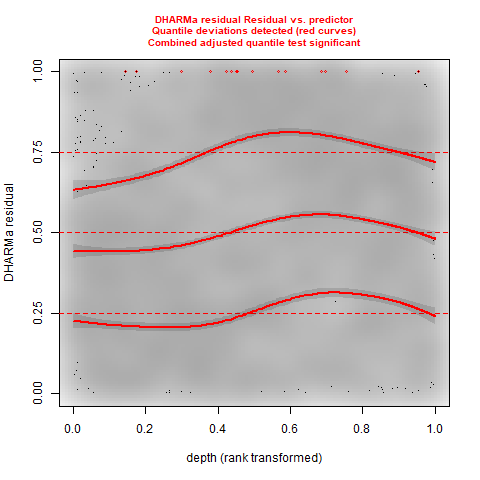 DHARMa residual Residual vs. predictor
Quantile deviations detected (red curves)
Combined adjusted quantile test significant
1.00
0.75
0.50
0.25
0.00
DHARMa residual
0.0 0.2 0.4 0.6 0.8 1.0
depth (rank transformed)